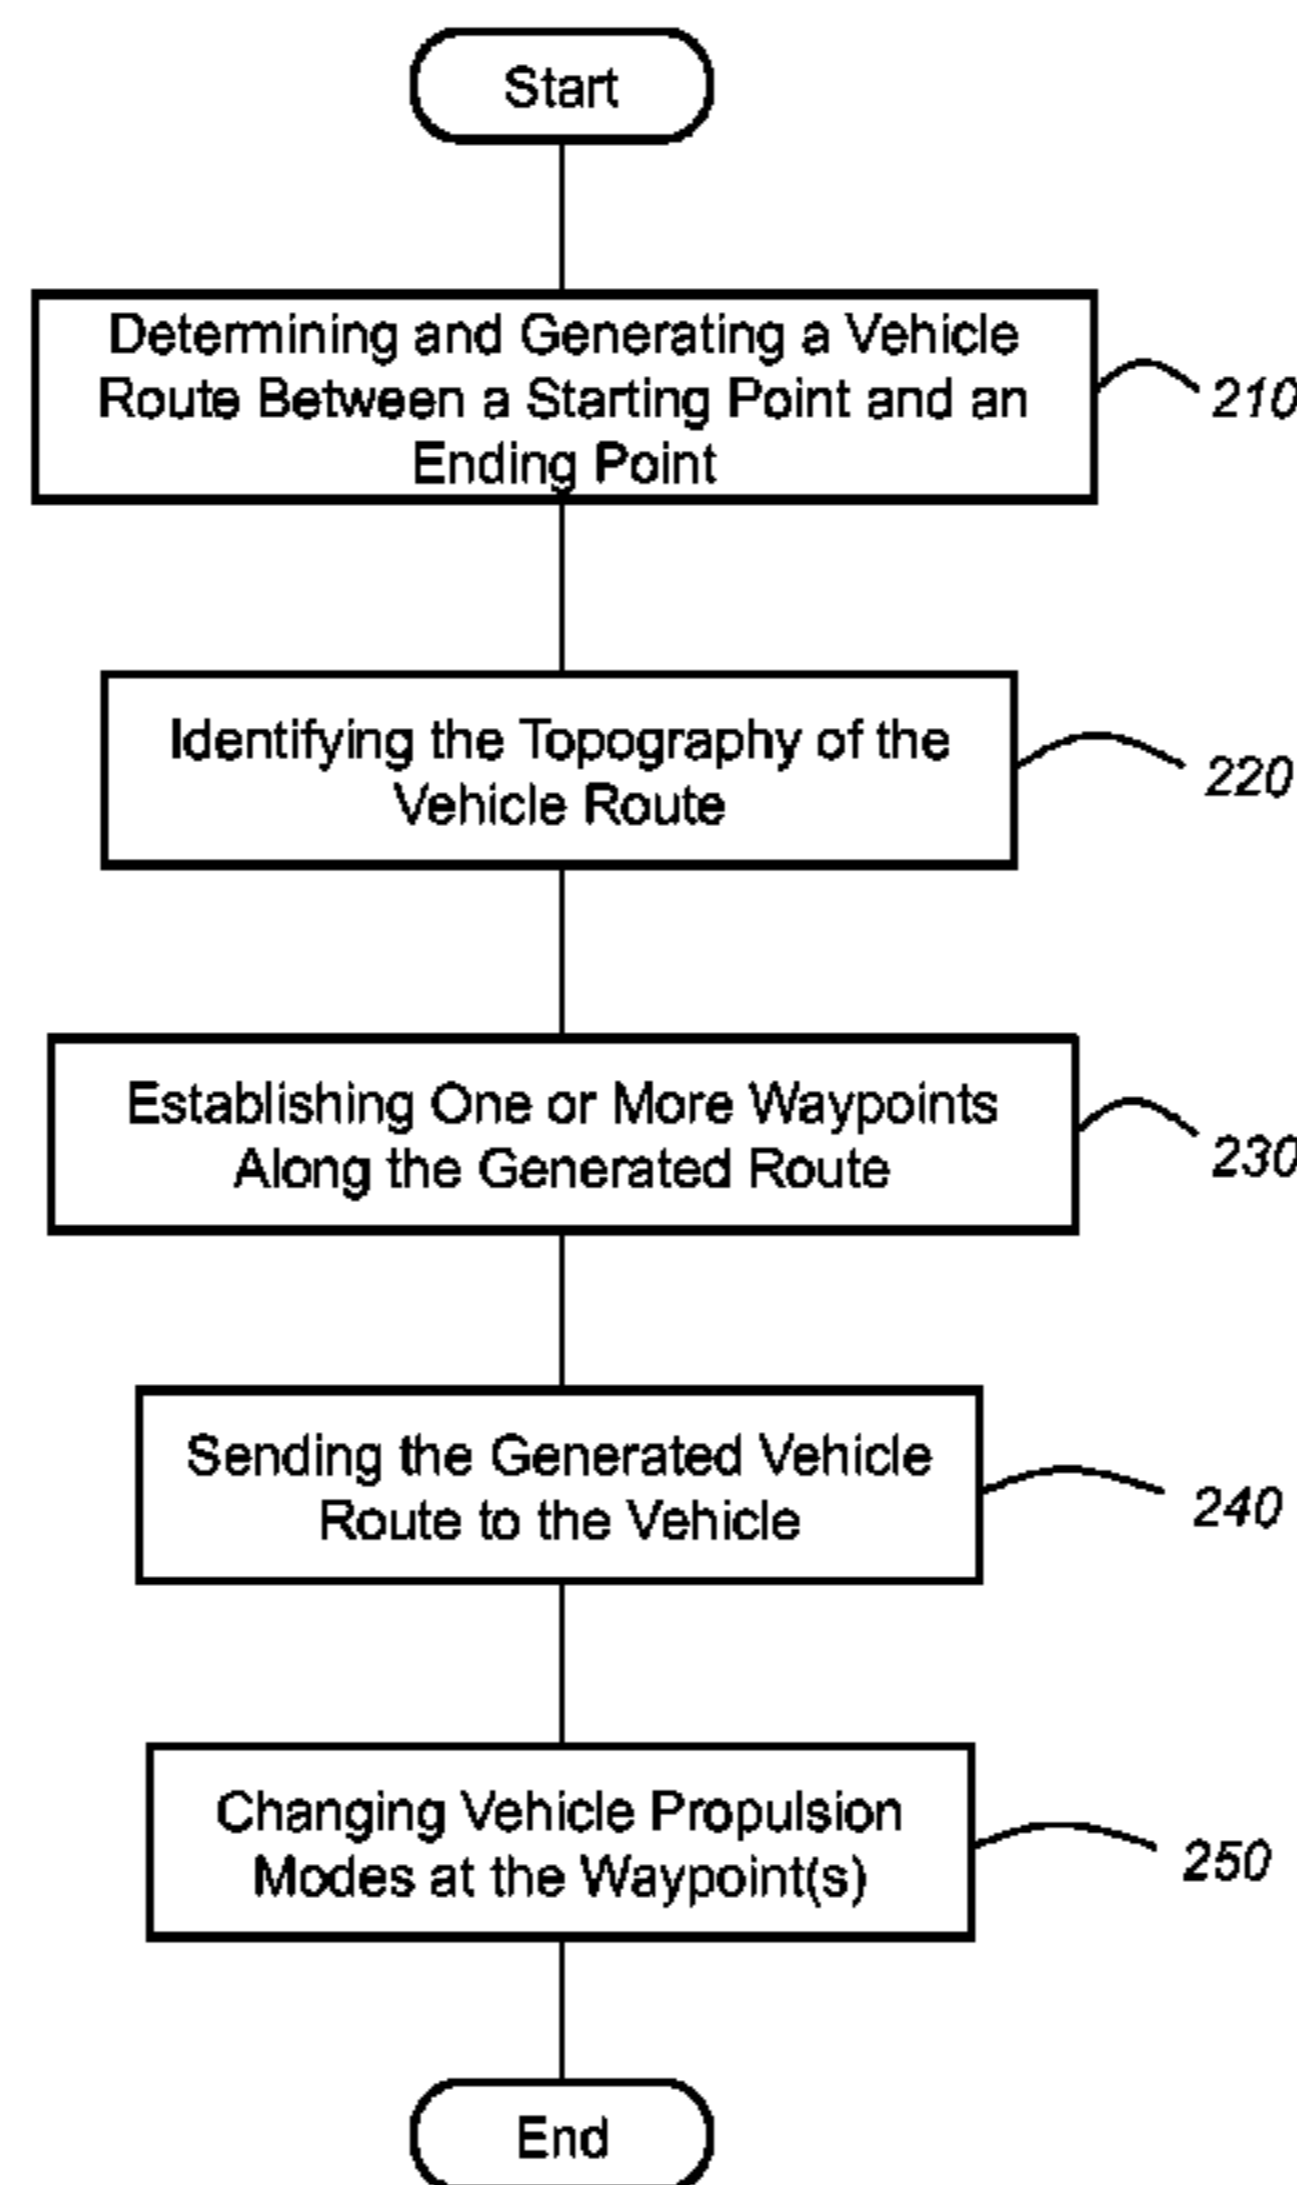 Start
Determining and Generating a Vehicle
Route Between a Starting Point and an
Ending Point
210
Identifying the Topography of the
Vehicle Route
220
Establishing One or More Waypoints
Along the Generated Route
230
Sending the Generated Vehicle
Route to the Vehicle
240
Changing Vehicle Propulsion
Modes at the Waypoint(s)
250
End